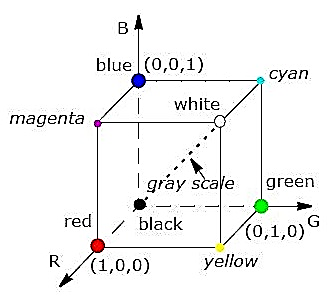 B
blue (0,0,1)
cyan
magenta
white
gray scale
green
red
black
G
(0,1,0)
R
(1,0,0)
yellow